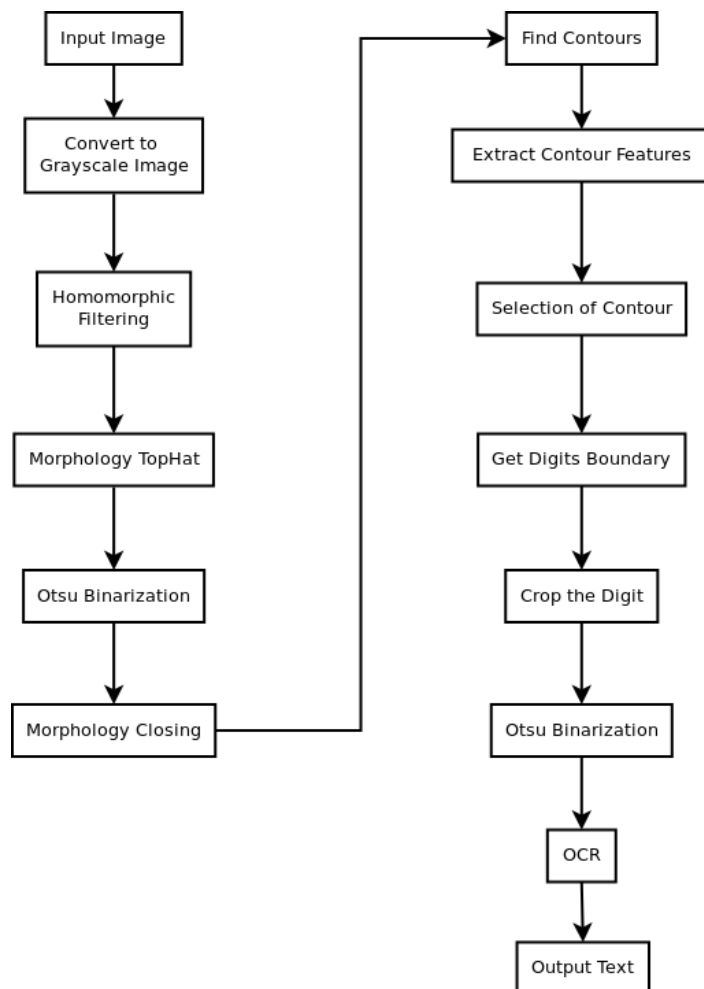 Input Image
Convert to
Grayscale Image
Homomorphic
Filtering
Morphology TopHat
Otsu Binarization
Morphology Closing
Find Contours
Extract Contour Features
Selection of Contour
Get Digits Boundary
Crop the Digit
Otsu Binarization
OCR
Output Text